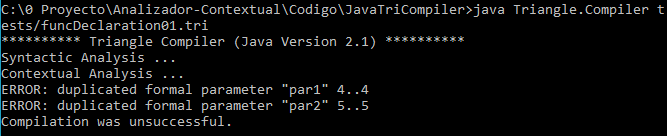 C:\0 Proyecto\Analizador-Contextual\Codigo\JavaTriCompiler>java Triangle.Compiler t
ests/funcDeclaration01.tri
********** Triangle Compiler (Java Version 2.1) **********
Syntactic Analysis ...
Contextual Analysis ...
ERROR: duplicated formal parameter "par1" 4..4
ERROR: duplicated formal parameter "par2" 5..5
Compilation was unsuccessful.